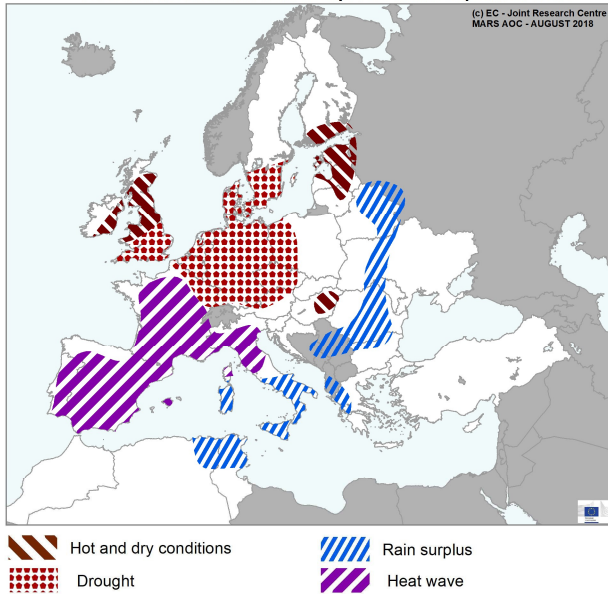 (c) EC - Joint Research Centre
MARS AOC - AUGUST 2018
Hot and dry conditions
Rain surplus
Drought
Heat wave